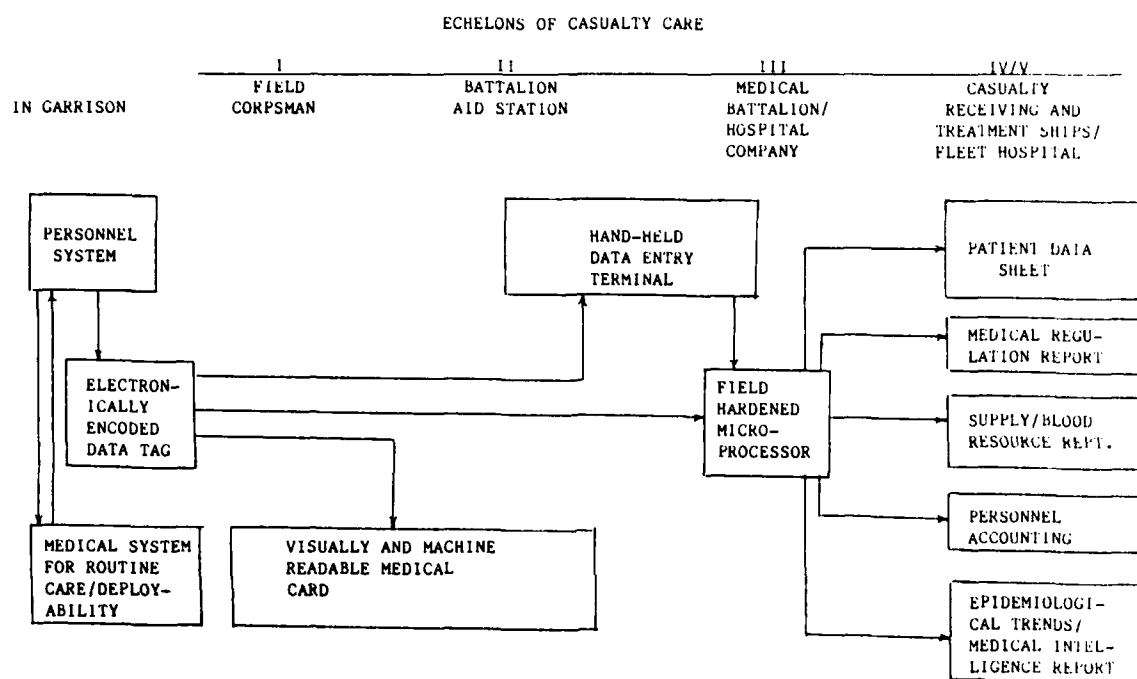 ECHELONS OF CASUALTY CARE
I
II
III
IV/V
IN GARRISON
FIELD
CORPSMAN
BATTALION
AID STATION
MEDICAL
BATTALION/
HOSPITAL
COMPANY
CASUALTY
RECEIVING AND
TREATMENT SHIPS/
FLEET HOSPITAL
PERSONNEL
SYSTEM
HAND-HELD
DATA ENTRY
TERMINAL
PATIENT DATA
SHEET
MEDICAL REGU-
LATION REPORT
ELECTRON-
ICALLY
ENCODED
DATA TAG
FIELD
HARDENED
MICRO-
PROCESSOR
SUPPLY/BLOOD
RESOURCE REPT.
PERSONNEL
ACCOUNTING
MEDICAL SYSTEM
FOR ROUTINE
CARE/DEPLOY-
ABILITY
VISUALLY AND MACHINE
READABLE MEDICAL
CARD
EPIDEMIOLOGI-
CAL TRENDS/
MEDICAL INTEL-
LIGENCE REPORT